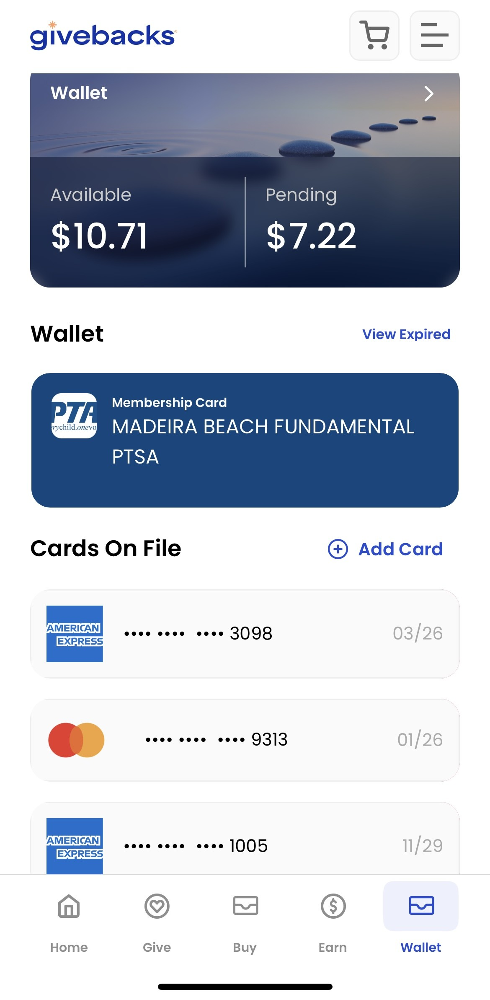 givebacks
Wallet
Available
Pending
$10.71
$7.22
Wallet
View Expired
PTA
erychild.onevo
Membership Card
MADEIRA BEACH FUNDAMENTAL
PTSA
Cards On File
Add Card
AMERICAN
EXPRESS
•••• •••• •••• 3098
03/26
•••• •••• •••• 9313
01/26
AMERICAN
EXPRESS
•••• •••• •••• 1005
11/29
Home
Give
Buy
Earn
Wallet